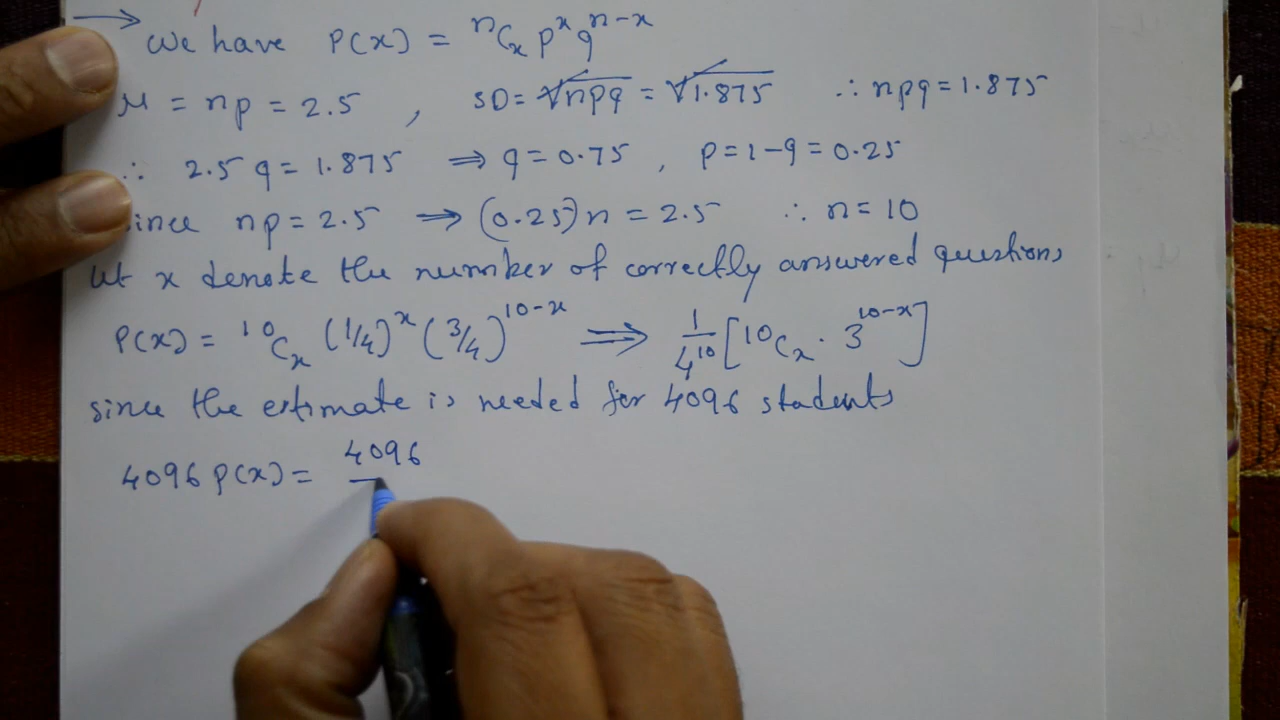 → We have P(x) = ⁿCₓ pˣ qⁿ⁻ˣ
μ = np = 2.5 , SD = √npq = √1.875 ∴ npq = 1.875
∴ 2.5 q = 1.875 ⇒ q = 0.75 , p = 1-q = 0.25
ince np = 2.5 ⇒ (0.25)n = 2.5 ∴ n = 10
let x denote the number of correctly answered questions
P(x) = ¹⁰Cₓ (1/4)ˣ (3/4)¹⁰⁻ˣ ⇒ 1/4¹⁰ [¹⁰Cₓ · 3¹⁰⁻ˣ]
since the estimate is needed for 4096 students
4096 P(x) = 4096